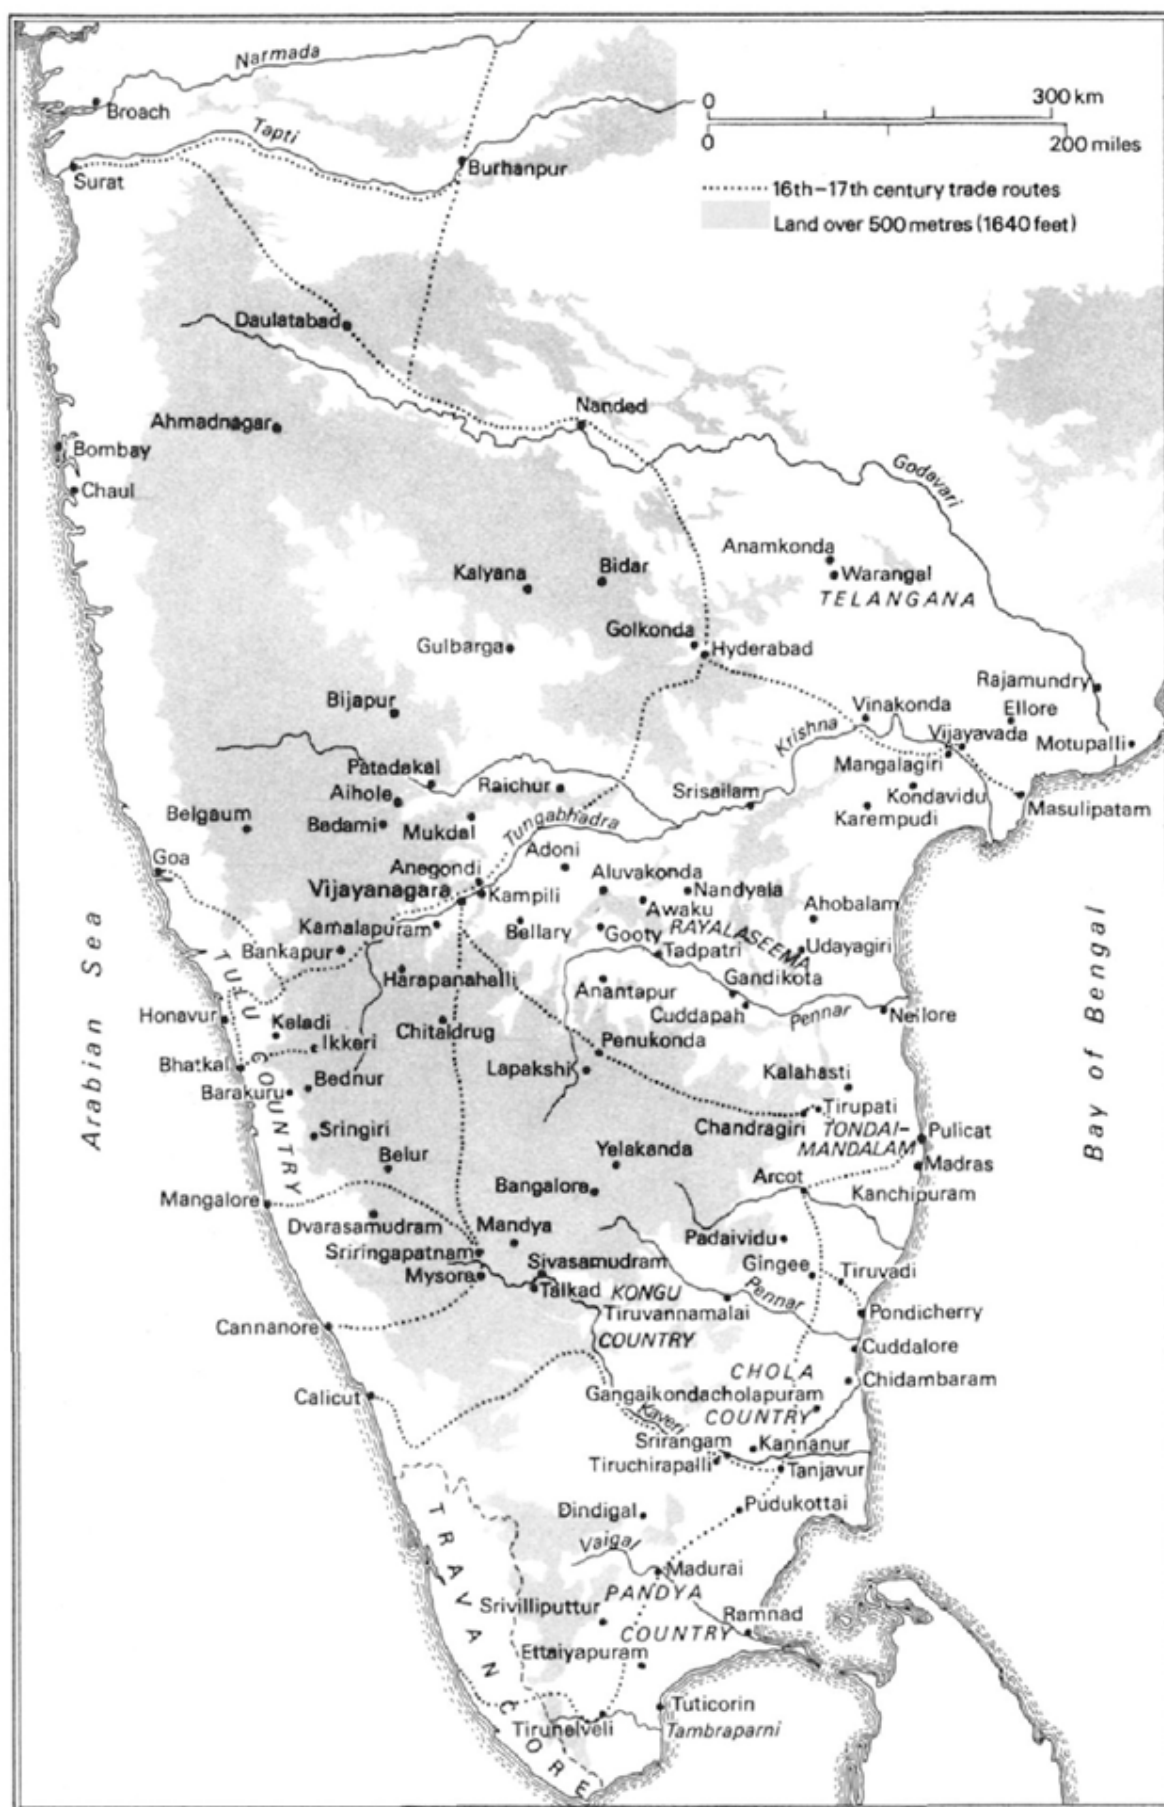 Narmada
Broach
0 300 km
Tapti
0 200 miles
Surat
Burhanpur
16th–17th century trade routes
Land over 500 metres (1640 feet)
Daulatabad
Nanded
Ahmadnagar
Bombay
Godavari
Chaul
Anamkonda
Kalyana
Bidar
Warangal
TELANGANA
Golkonda
Gulbarga
Hyderabad
Rajamundry
Bijapur
Vinakonda
Ellore
Krishna
Vijayavada
Motupalli
Patadakal
Mangalagiri
Raichur
Srisailam
Aihole
Kondavidu
Masulipatam
Belgaum
Badami
Mukdal
Tungabhadra
Karempudi
Goa
Adoni
Anegondi
Aluvakonda
Vijayanagara
Kampili
Nandyala
Awaku
Ahobalam
Kamalapuram
Bellary
Gooty
RAYALASEEMA
Bankapur
Tadpatri
Udayagiri
Harapanahalli
Anantapur
Gandikota
Arabian Sea
Bay of Bengal
TULU COUNTRY
Honavur
Keladi
Chitaldrug
Cuddapah
Pennar
Neilore
Ikkeri
Penukonda
Bhatkal
Lapakshi
Kalahasti
Barakuru
Bednur
Tirupati
Chandragiri
TONDAI-
MANDALAM
Sringiri
Pulicat
Belur
Yelakanda
Madras
Bangalore
Arcot
Mangalore
Kanchipuram
Dvarasamudram
Mandya
Padaividu
Sriringapatnam
Sivasamudram
Gingee
Mysore
Talkad
KONGU
Tiruvadi
Tiruvannamalai
Pennar
Pondicherry
Cannanore
COUNTRY
Cuddalore
CHOLA
Chidambaram
Calicut
Gangaikondacholapuram
Kaveri
COUNTRY
Srirangam
Kannanur
Tiruchirapalli
Tanjavur
TRAVANCORE
Dindigal
Pudukottai
Vaigai
Madurai
PANDYA
Srivilliputtur
Ramnad
COUNTRY
Ettaiyapuram
Tuticorin
Tirunelveli
Tambraparni